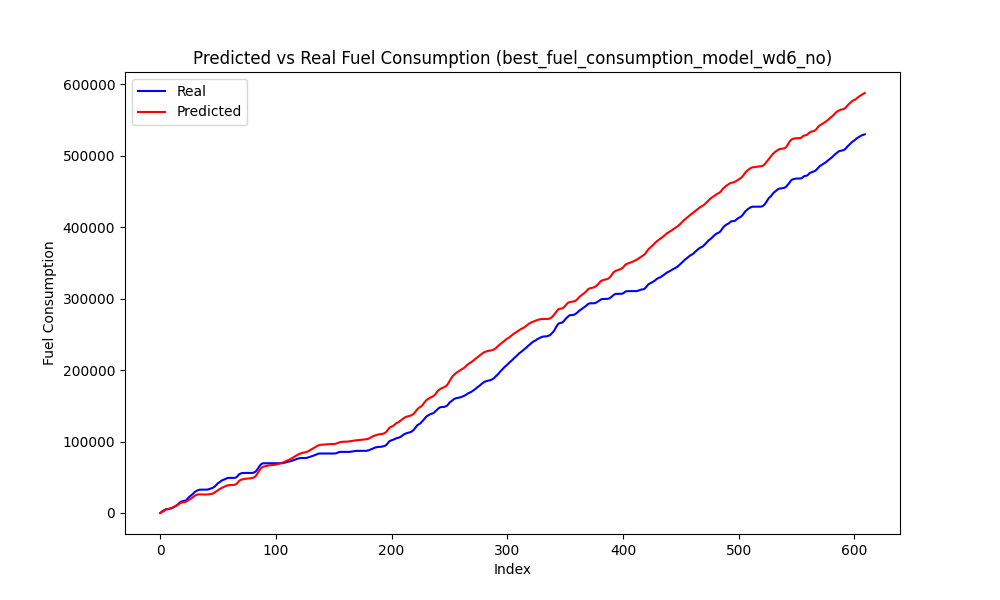 Predicted vs Real Fuel Consumption (best_fuel_consumption_model_wd6_no)
Real
Predicted
600000
500000
400000
300000
200000
100000
0
Fuel Consumption
0 100 200 300 400 500 600
Index